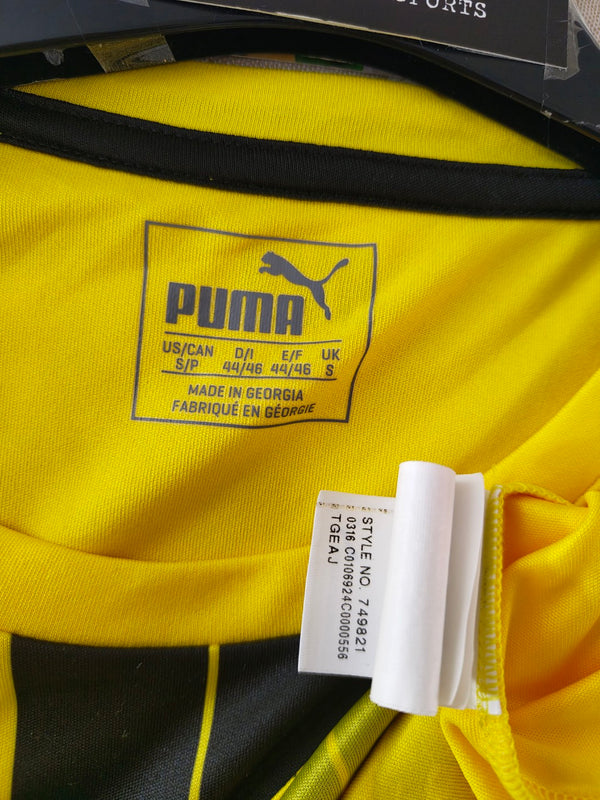 SPORTS
PUMA
US/CAN D/I E/F UK
S/P 44/46 44/46 S
MADE IN GEORGIA
FABRIQUÉ EN GÉORGIE
STYLE NO. 749821
0316 C0106924C0000556
TGEAJ